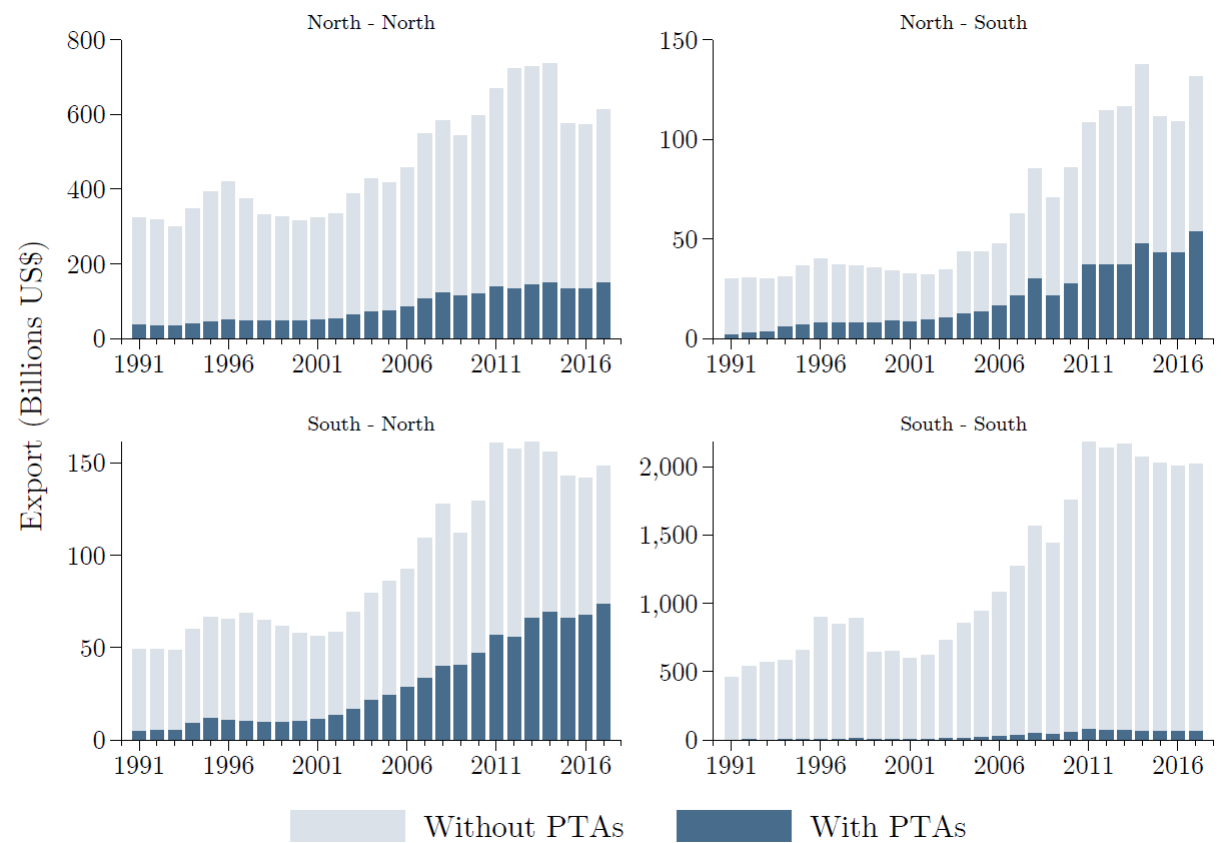 North - North
800
600
400
200
0
1991 1996 2001 2006 2011 2016
North - South
150
100
50
0
1991 1996 2001 2006 2011 2016
Export (Billions US$)
South - North
150
100
50
0
1991 1996 2001 2006 2011 2016
South - South
2,000
1,500
1,000
500
0
1991 1996 2001 2006 2011 2016
Without PTAs With PTAs